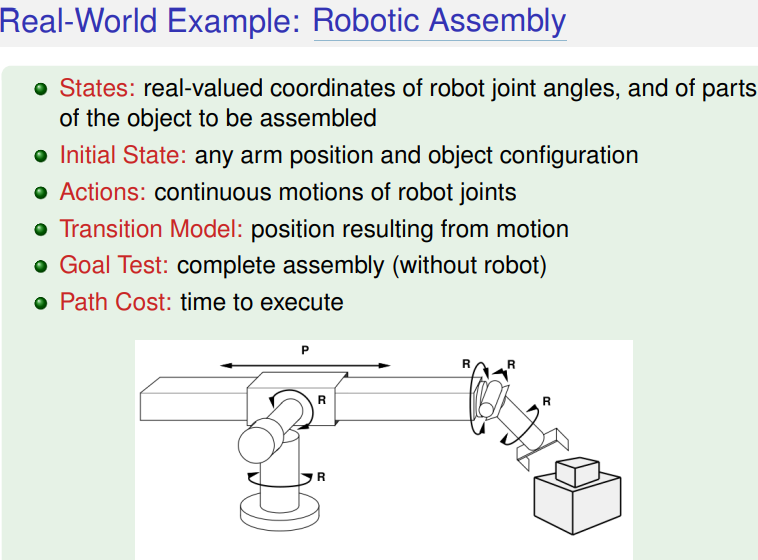 Real-World Example: Robotic Assembly
States: real-valued coordinates of robot joint angles, and of parts
of the object to be assembled
Initial State: any arm position and object configuration
Actions: continuous motions of robot joints
Transition Model: position resulting from motion
Goal Test: complete assembly (without robot)
Path Cost: time to execute
P
R R
R
R
R